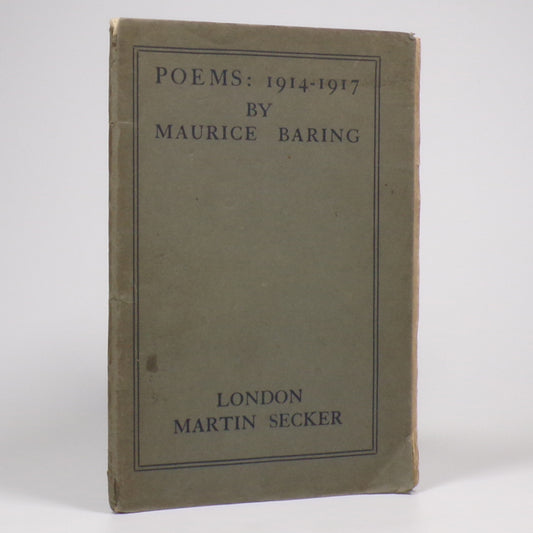 POEMS: 1914-1917
BY
MAURICE BARING
LONDON
MARTIN SECKER